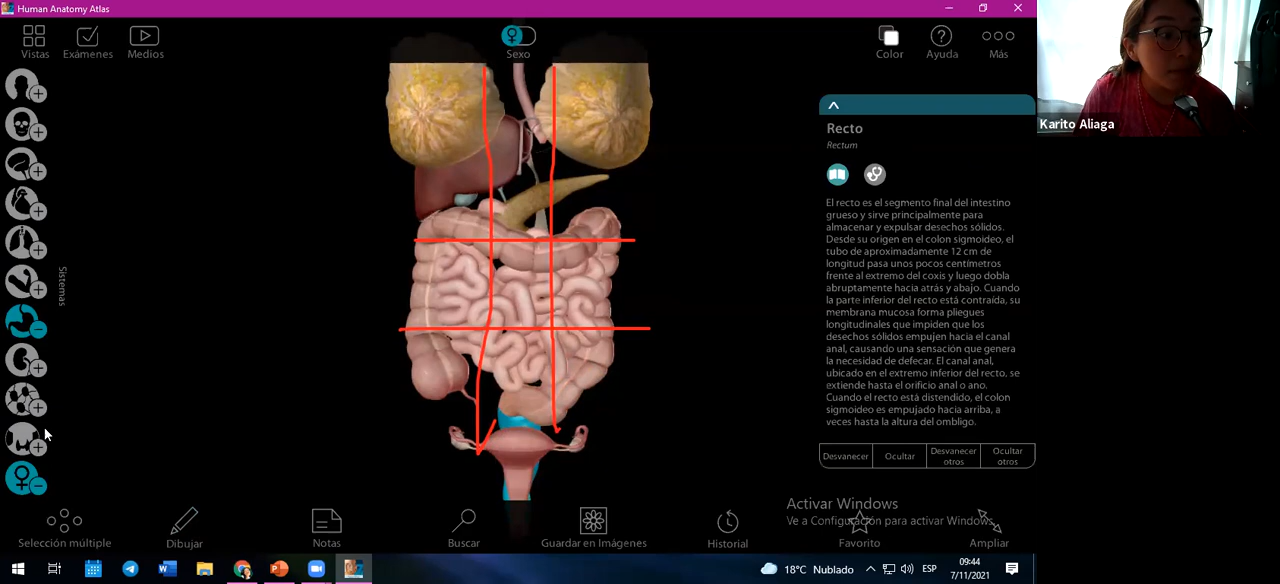 Human Anatomy Atlas
Vistas
Exámenes
Medios
Sexo
Color
Ayuda
Más
Karito Aliaga
Sistemas
Recto
Rectum
El recto es el segmento final del intestino
grueso y sirve principalmente para
almacenar y expulsar desechos sólidos.
Desde su origen en el colon sigmoideo, el
tubo de aproximadamente 12 cm de
longitud pasa unos pocos centímetros
frente al extremo del coxis y luego dobla
abruptamente hacia atrás y abajo. Cuando
la parte inferior del recto está contraída, su
membrana mucosa forma pliegues
longitudinales que impiden que los
desechos sólidos empujen hacia el canal
anal, causando una sensación que genera
la necesidad de defecar. El canal anal,
ubicado en el extremo inferior del recto, se
extiende hasta el orificio anal o ano.
Cuando el recto está distendido, el colon
sigmoideo es empujado hacia arriba, a
veces hasta la altura del ombligo.
Desvanecer
Ocultar
Desvanecer
otros
Ocultar
otros
Activar Windows
Ve a Configuración para activar Windows.
Selección múltiple
Dibujar
Notas
Buscar
Guardar en Imágenes
Historial
Favorito
Ampliar
18°C Nublado
ESP
09:44
7/11/2021